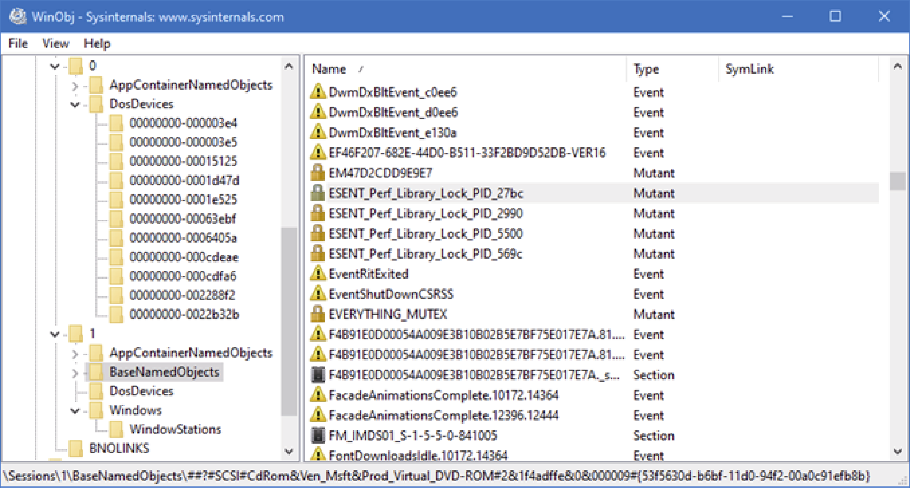 WinObj - Sysinternals: www.sysinternals.com
File View Help
0
AppContainerNamedObjects
DosDevices
00000000-000003e4
00000000-000003e5
00000000-00015125
00000000-0001d47d
00000000-0001e525
00000000-00063ebf
00000000-0006405a
00000000-000cdeae
00000000-000cdfa6
00000000-002288f2
00000000-0022b32b
1
AppContainerNamedObjects
BaseNamedObjects
DosDevices
Windows
WindowStations
BNOLINKS
Name Type SymLink
DwmDxBltEvent_c0ee6 Event
DwmDxBltEvent_d0ee6 Event
DwmDxBltEvent_e130a Event
EF46F207-682E-44D0-B511-33F2BD9D52DB-VER16 Event
EM47D2CDD9E9E7 Mutant
ESENT_Perf_Library_Lock_PID_27bc Mutant
ESENT_Perf_Library_Lock_PID_2990 Mutant
ESENT_Perf_Library_Lock_PID_5500 Mutant
ESENT_Perf_Library_Lock_PID_569c Mutant
EventRitExited Event
EventShutDownCSRSS Event
EVERYTHING_MUTEX Mutant
F4B91E0D00054A009E3B10B02B5E7BF75E017E7A.81.... Event
F4B91E0D00054A009E3B10B02B5E7BF75E017E7A.81.... Event
F4B91E0D00054A009E3B10B02B5E7BF75E017E7A._s... Section
FacadeAnimationsComplete.10172.14364 Event
FacadeAnimationsComplete.12396.12444 Event
FM_IMDS01_S-1-5-5-0-841005 Section
FontDownloadsIdle.10172.14364 Event
\Sessions\1\BaseNamedObjects\##?#SCSI#CdRom&Ven_Msft&Prod_Virtual_DVD-ROM#2&1f4adffe&0&000009#{53f5630d-b6bf-11d0-94f2-00a0c91efb8b}